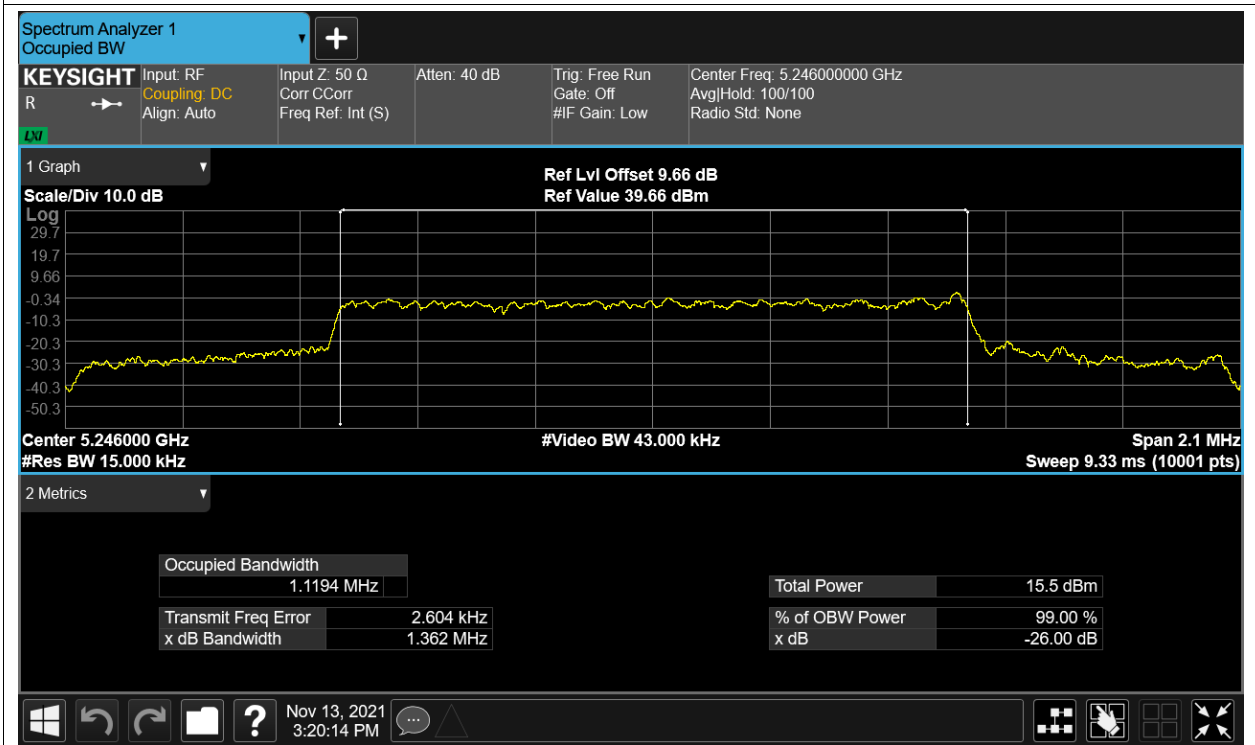 Spectrum Analyzer 1
Occupied BW
KEYSIGHT
R
LXI
Input: RF
Coupling: DC
Align: Auto
Input Z: 50 Ω
Corr CCorr
Freq Ref: Int (S)
Atten: 40 dB
Trig: Free Run
Gate: Off
#IF Gain: Low
Center Freq: 5.246000000 GHz
Avg|Hold: 100/100
Radio Std: None
1 Graph
Scale/Div 10.0 dB
Ref Lvl Offset 9.66 dB
Ref Value 39.66 dBm
Log
29.7
19.7
9.66
-0.34
-10.3
-20.3
-30.3
-40.3
-50.3
Center 5.246000 GHz
#Video BW 43.000 kHz
Span 2.1 MHz
#Res BW 15.000 kHz
Sweep 9.33 ms (10001 pts)
2 Metrics
Occupied Bandwidth
1.1194 MHz
Total Power 15.5 dBm
Transmit Freq Error 2.604 kHz
% of OBW Power 99.00 %
x dB Bandwidth 1.362 MHz
x dB -26.00 dB
?
Nov 13, 2021
3:20:14 PM